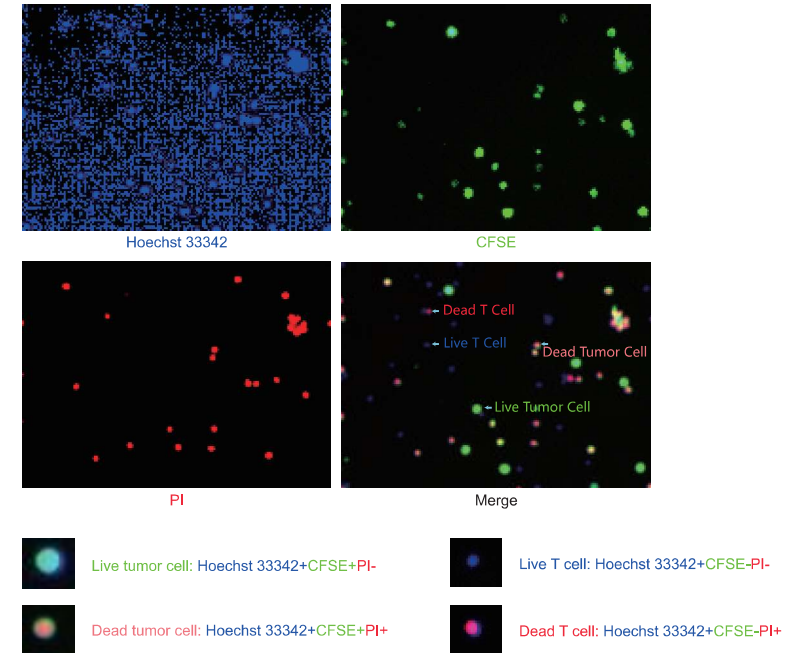 Hoechst 33342
CFSE
Dead T Cell
Live T Cell
Dead Tumor Cell
Live Tumor Cell
PI
Merge
Live tumor cell: Hoechst 33342+CFSE+PI-
Live T cell: Hoechst 33342+CFSE-PI-
Dead tumor cell: Hoechst 33342+CFSE+PI+
Dead T cell: Hoechst 33342+CFSE-PI+